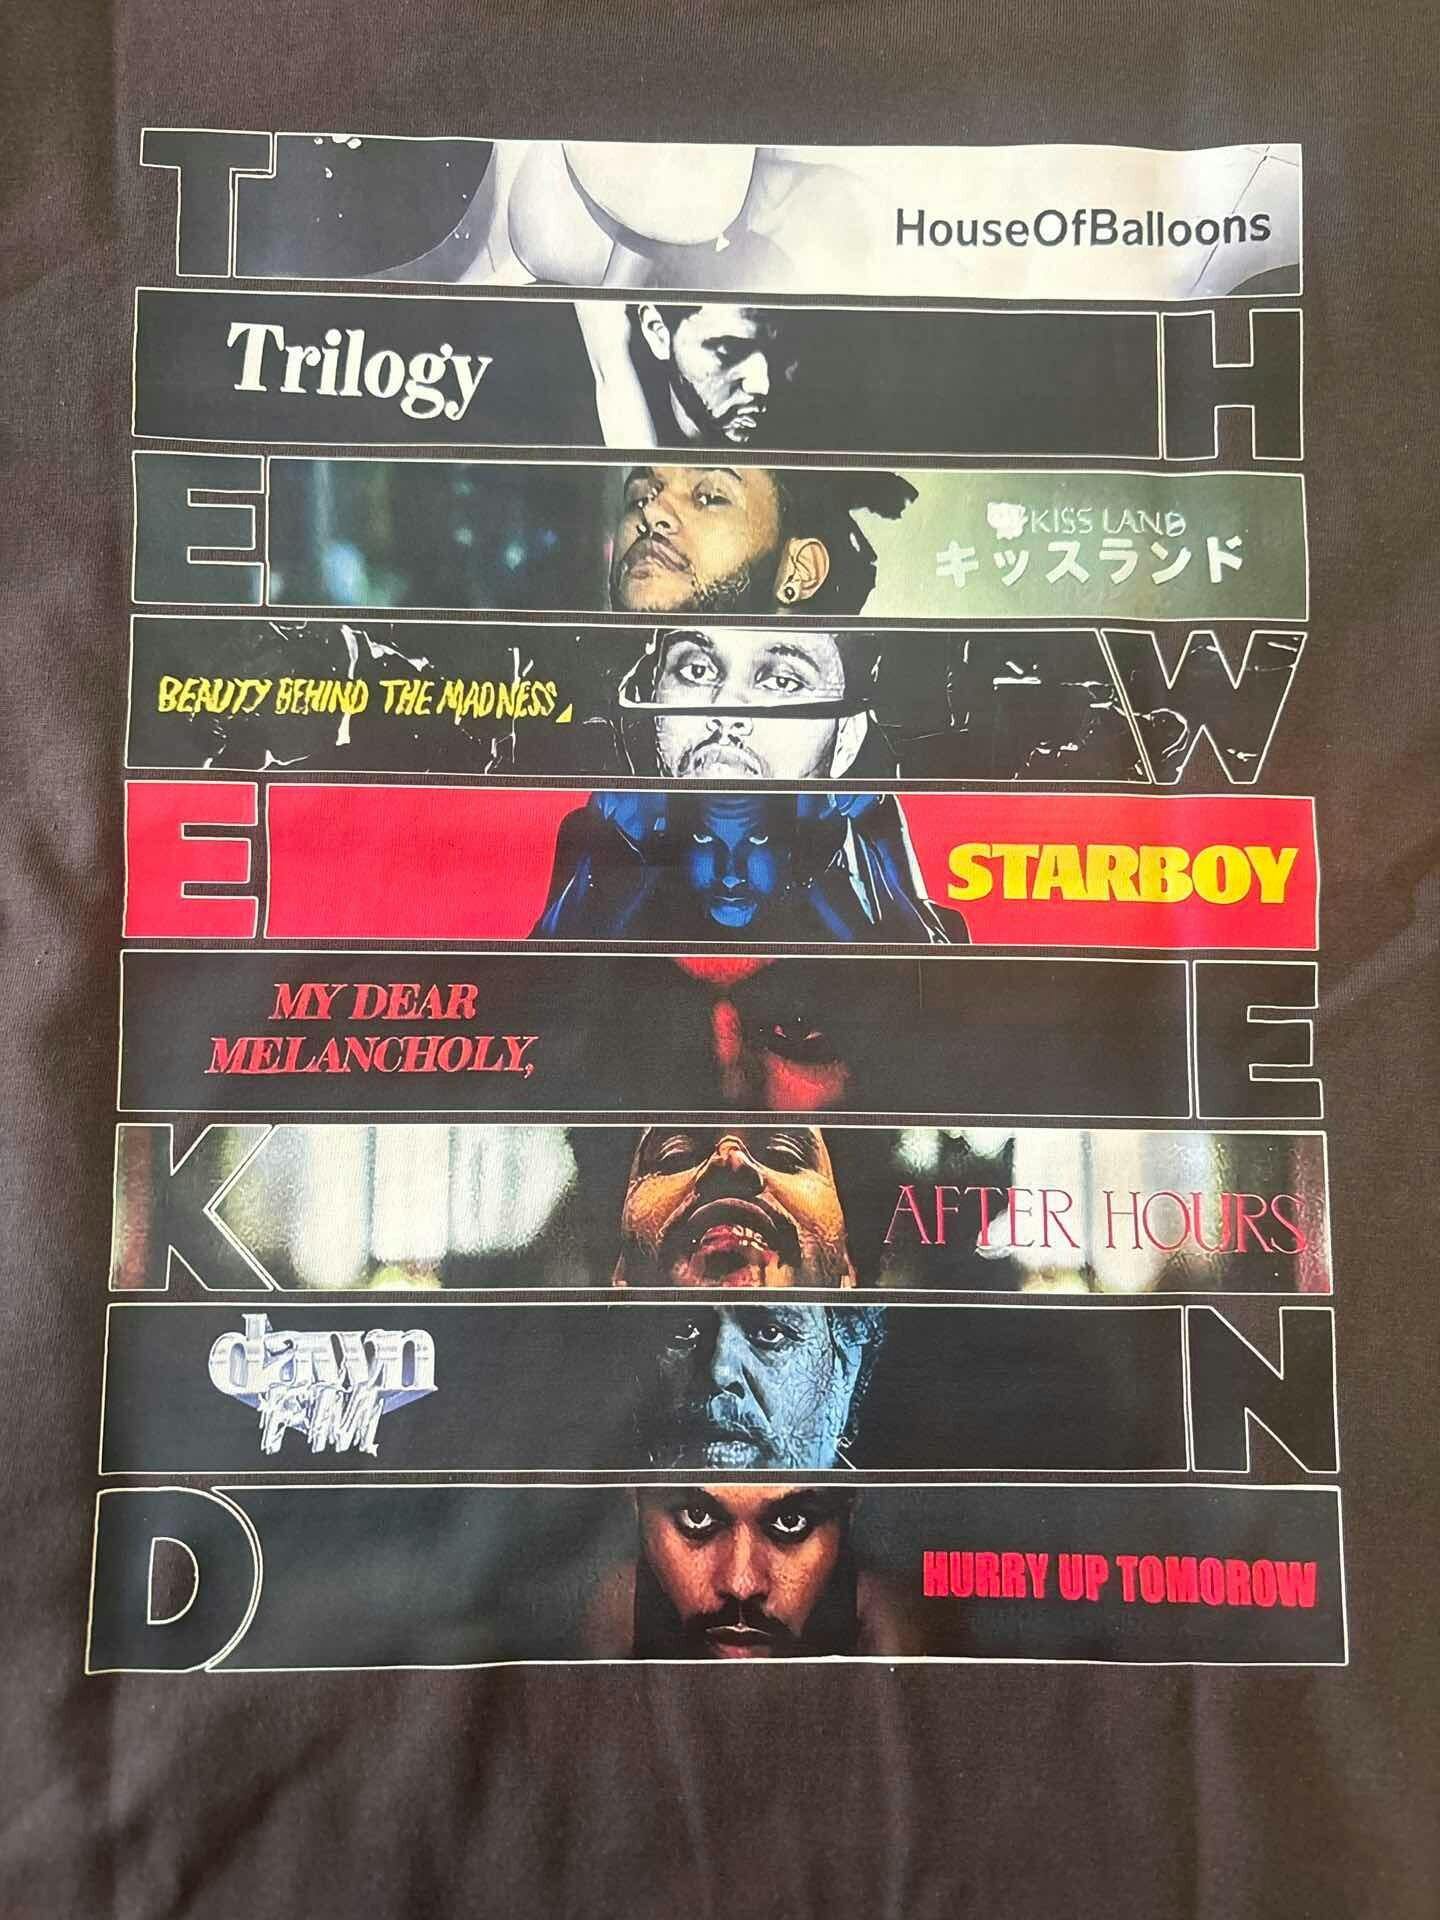 T HouseOfBalloons
Trilogy H
E KISS LAND
キッスランド
BEAUTY BEHIND THE MADNESS W
E STARBOY
MY DEAR
MELANCHOLY, E
K AFTER HOURS
dawn
FM N
D HURRY UP TOMOROW